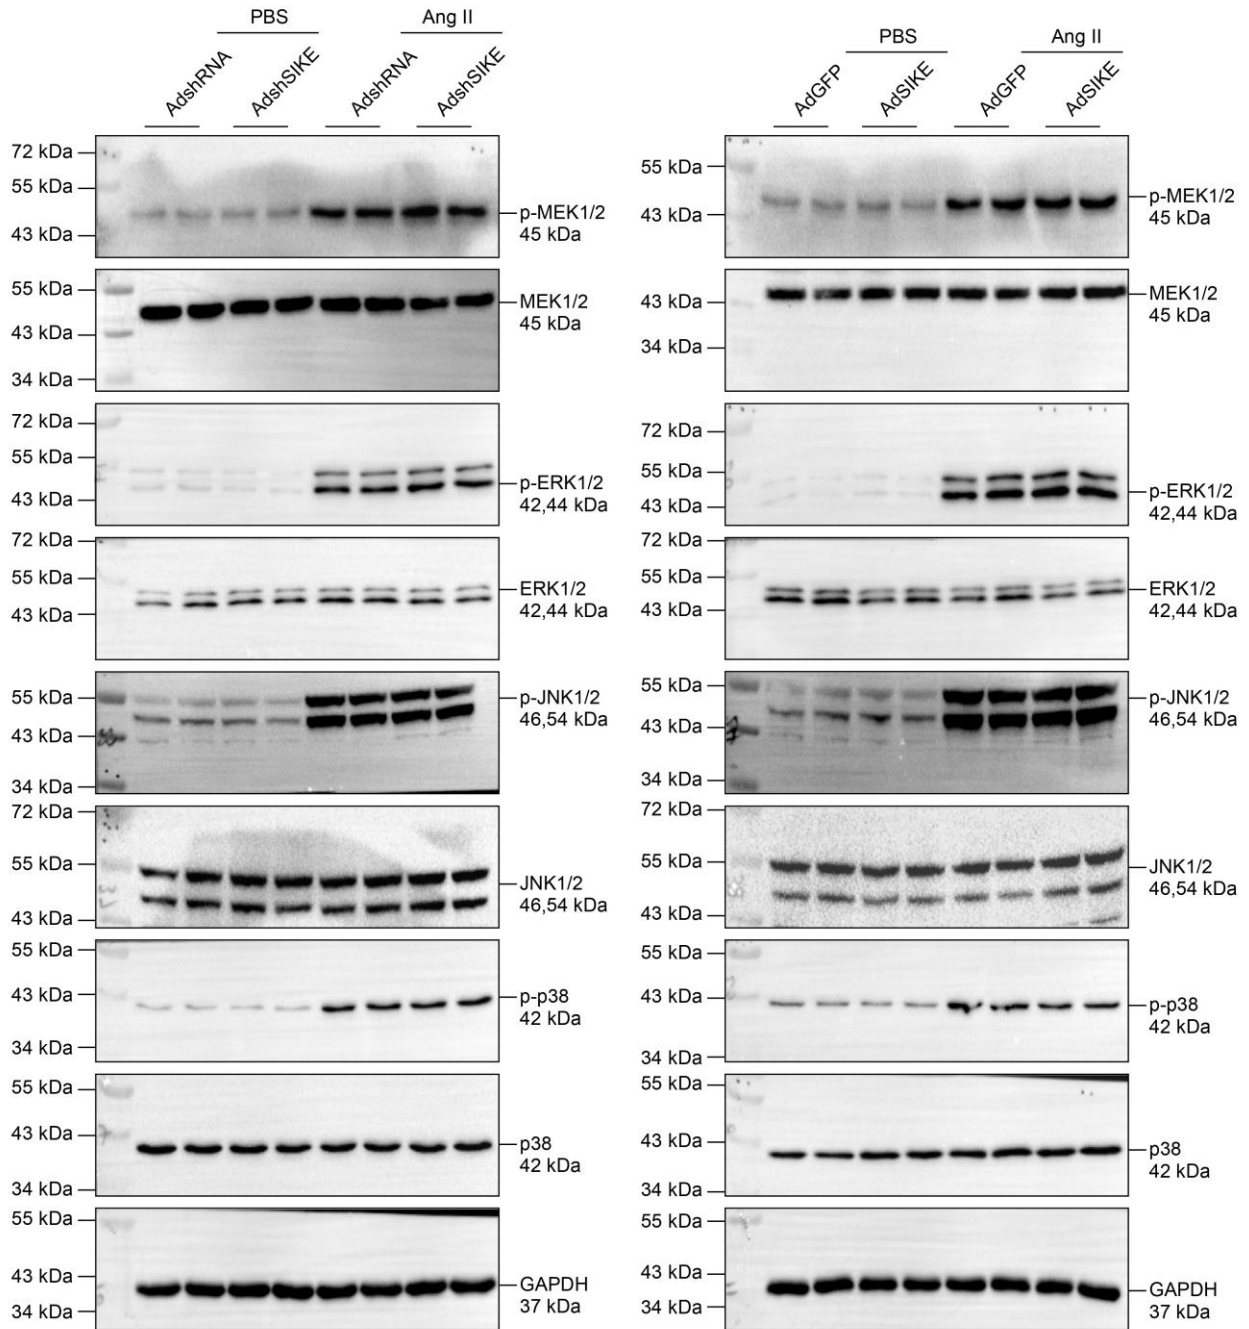 PBS
Ang II
AdshRNA
AdshSIKE
AdshRNA
AdshSIKE
72 kDa
55 kDa
43 kDa
p-MEK1/2
45 kDa
55 kDa
43 kDa
34 kDa
MEK1/2
45 kDa
72 kDa
55 kDa
43 kDa
p-ERK1/2
42,44 kDa
72 kDa
55 kDa
43 kDa
ERK1/2
42,44 kDa
55 kDa
43 kDa
34 kDa
p-JNK1/2
46,54 kDa
72 kDa
55 kDa
43 kDa
JNK1/2
46,54 kDa
55 kDa
43 kDa
34 kDa
p-p38
42 kDa
55 kDa
43 kDa
34 kDa
p38
42 kDa
55 kDa
43 kDa
34 kDa
GAPDH
37 kDa
PBS
Ang II
AdGFP
AdSIKE
AdGFP
AdSIKE
55 kDa
43 kDa
p-MEK1/2
45 kDa
43 kDa
34 kDa
MEK1/2
45 kDa
72 kDa
55 kDa
43 kDa
p-ERK1/2
42,44 kDa
72 kDa
55 kDa
43 kDa
ERK1/2
42,44 kDa
55 kDa
43 kDa
34 kDa
p-JNK1/2
46,54 kDa
72 kDa
55 kDa
43 kDa
JNK1/2
46,54 kDa
55 kDa
43 kDa
34 kDa
p-p38
42 kDa
55 kDa
43 kDa
34 kDa
p38
42 kDa
55 kDa
43 kDa
34 kDa
GAPDH
37 kDa